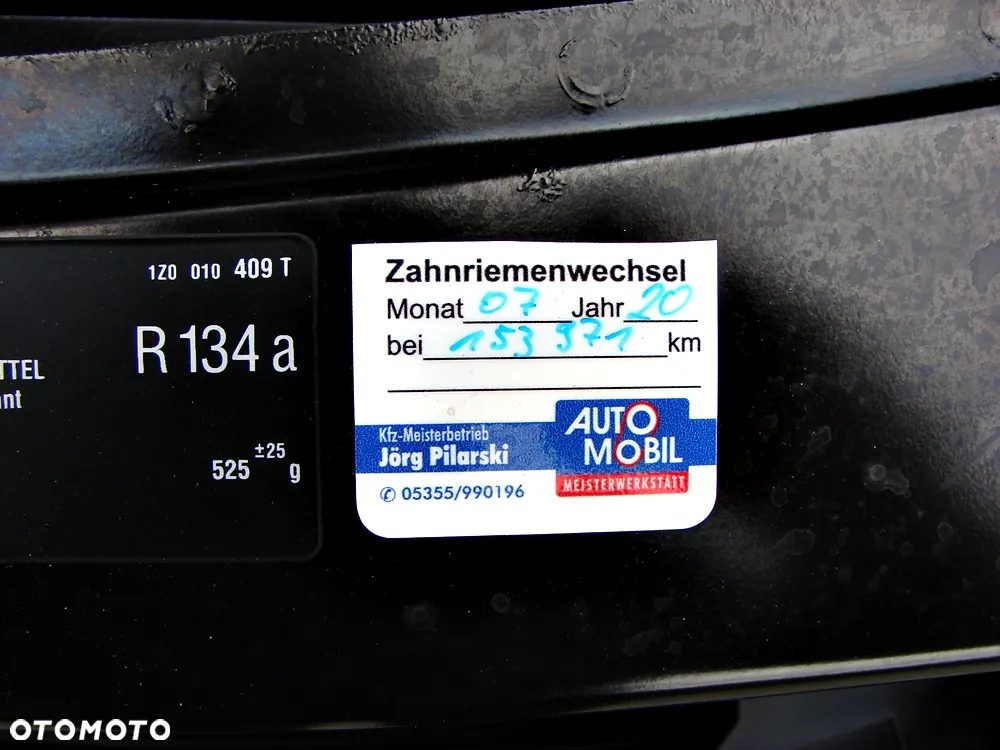 1Z0 010 409 T
R 134 a
TTEL
nt
525 ±25 g
Zahnriemenwechsel
Monat 07 Jahr 20
bei 153 971 km
Kfz-Meisterbetrieb
Jörg Pilarski
✆ 05355/990196
AUTO
MOBIL
MEISTERWERKSTATT
OTOMOTO